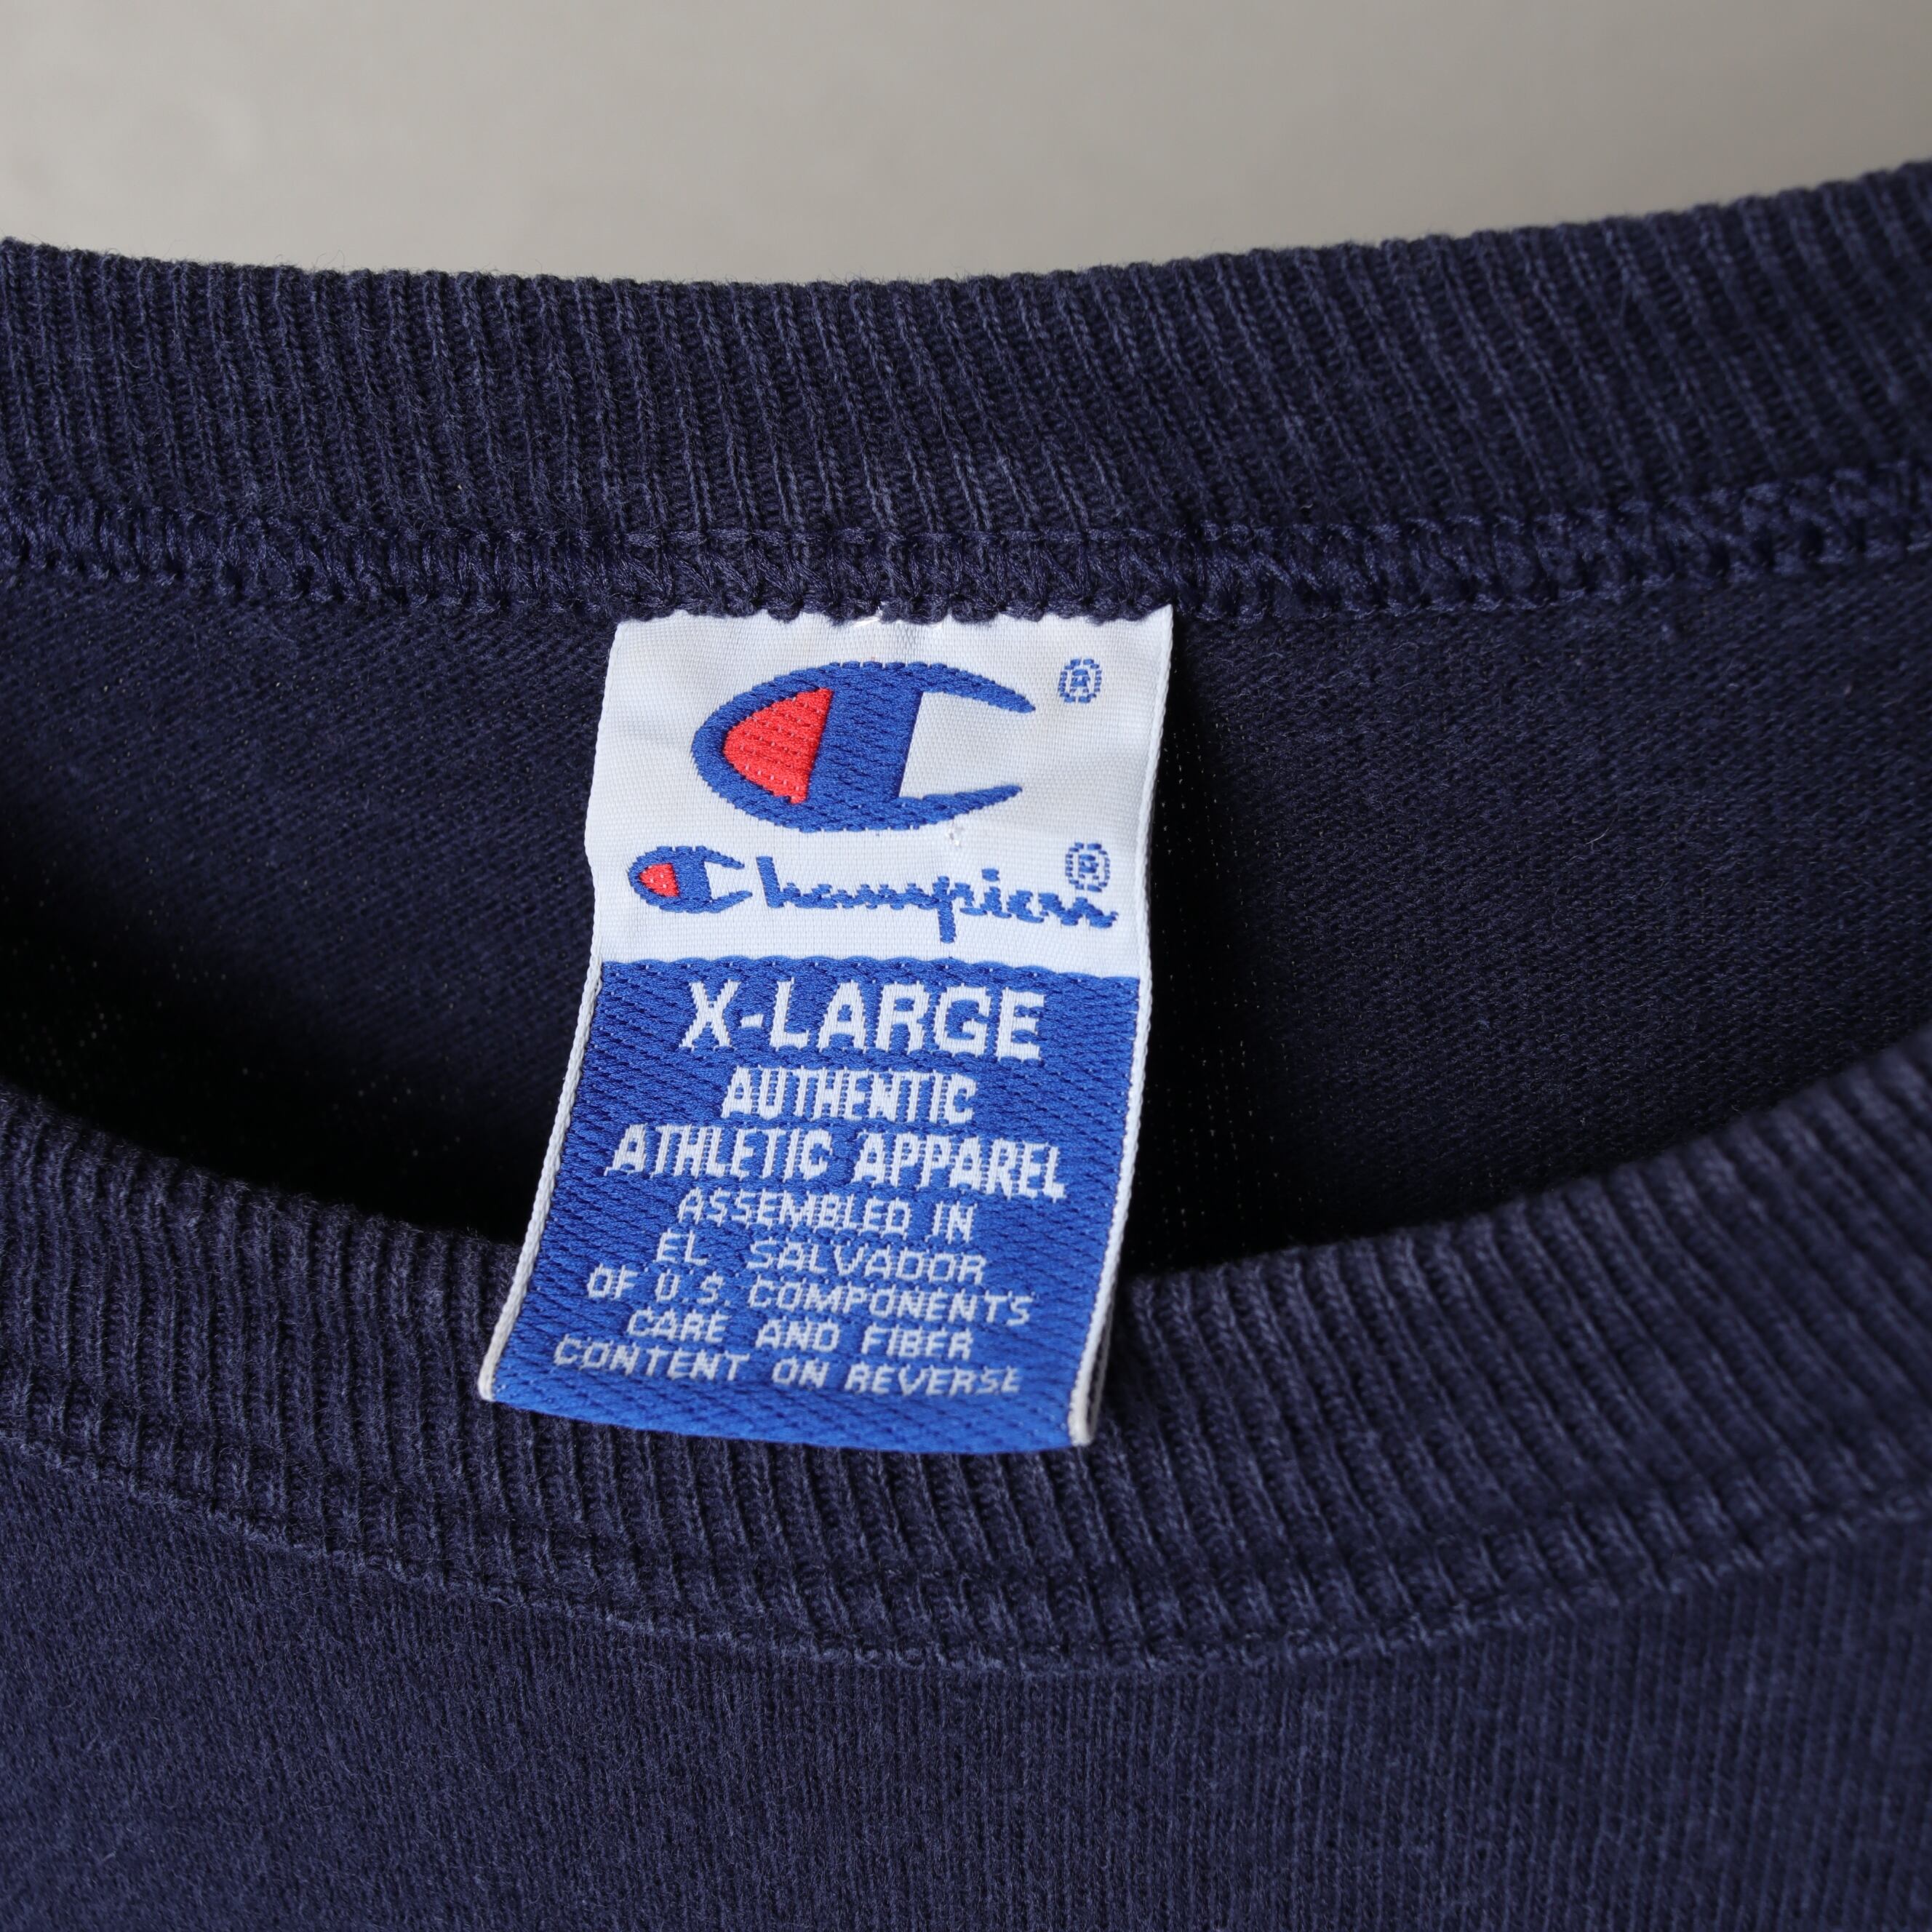 ®
Champion®
X-LARGE
AUTHENTIC
ATHLETIC APPAREL
ASSEMBLED IN
EL SALVADOR
OF U.S COMPONENTS
CARE AND FIBER
CONTENT ON REVERSE